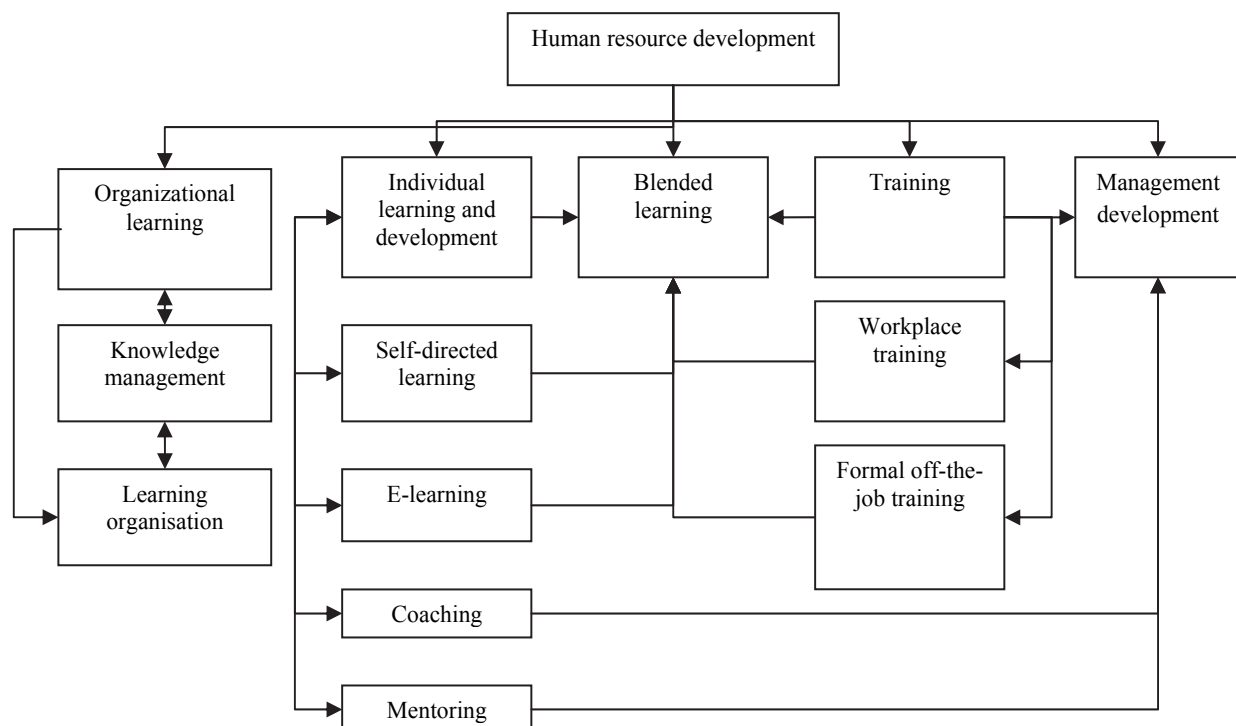 Human resource development
Organizational
learning
Individual
learning and
development
Blended
learning
Training
Management
development
Knowledge
management
Self-directed
learning
Workplace
training
Learning
organisation
E-learning
Formal off-the-
job training
Coaching
Mentoring